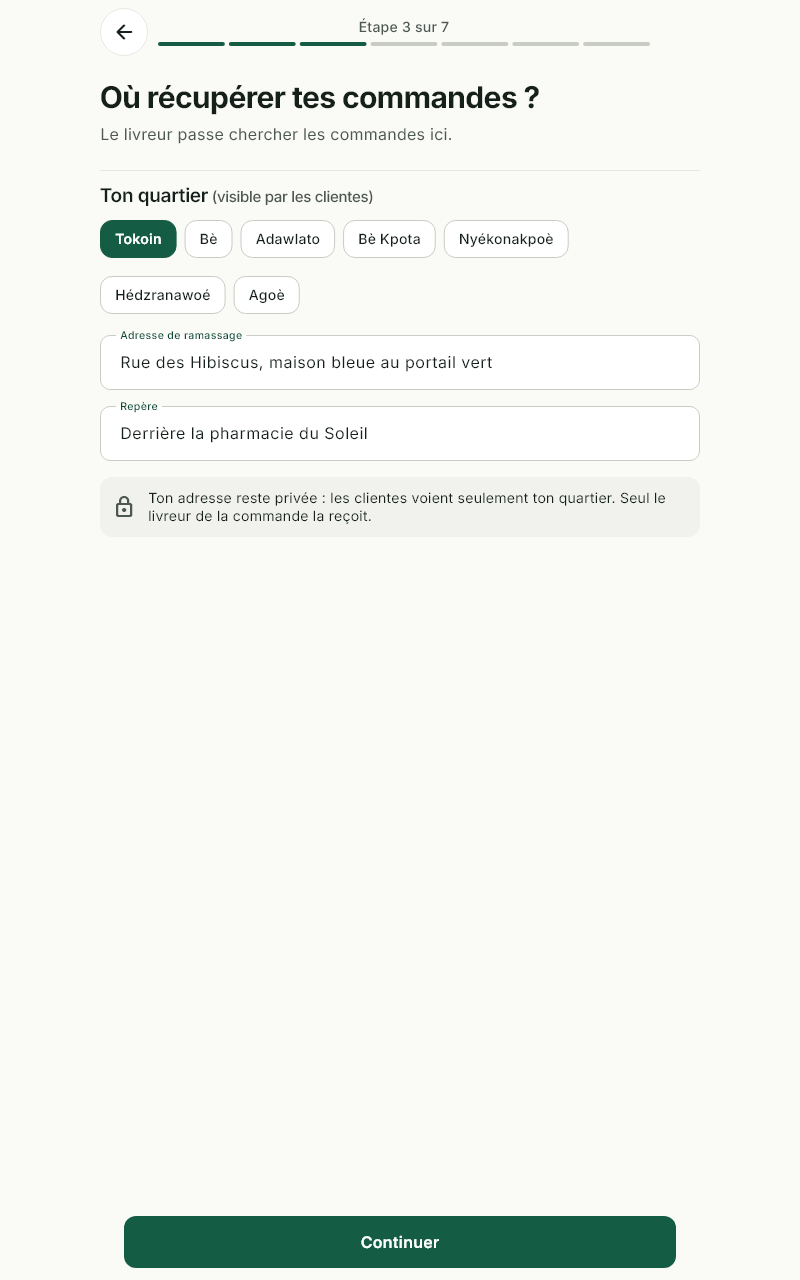 Étape 3 sur 7
Où récupérer tes commandes ?
Le livreur passe chercher les commandes ici.
Ton quartier (visible par les clientes)
Tokoin Bè Adawlato Bè Kpota Nyékonakpoè
Hédzranawoé Agoè
Adresse de ramassage
Rue des Hibiscus, maison bleue au portail vert
Repère
Derrière la pharmacie du Soleil
Ton adresse reste privée : les clientes voient seulement ton quartier. Seul le
livreur de la commande la reçoit.
Continuer